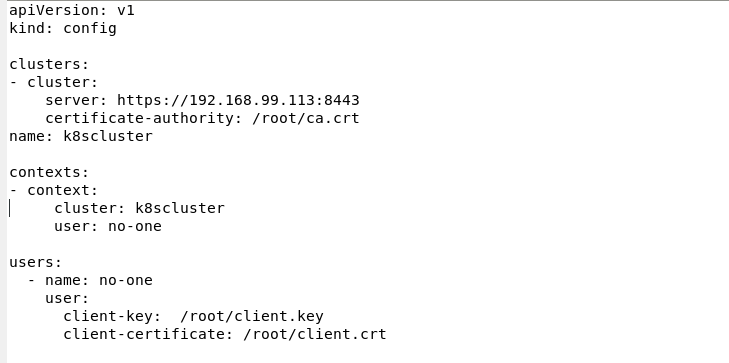 apiVersion: v1
kind: config

clusters:
- cluster:
    server: https://192.168.99.113:8443
    certificate-authority: /root/ca.crt
name: k8scluster

contexts:
- context:
     cluster: k8scluster
     user: no-one

users:
  - name: no-one
    user:
      client-key:  /root/client.key
      client-certificate: /root/client.crt